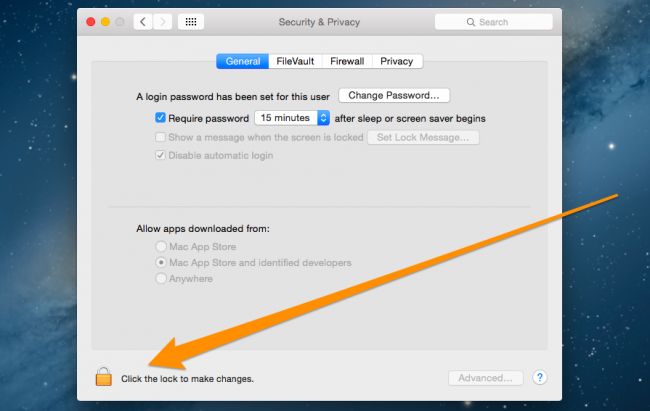 Security & Privacy
Search
General FileVault Firewall Privacy
A login password has been set for this user Change Password...
Require password 15 minutes after sleep or screen saver begins
Show a message when the screen is locked Set Lock Message...
Disable automatic login
Allow apps downloaded from:
Mac App Store
Mac App Store and identified developers
Anywhere
Click the lock to make changes.
Advanced... ?